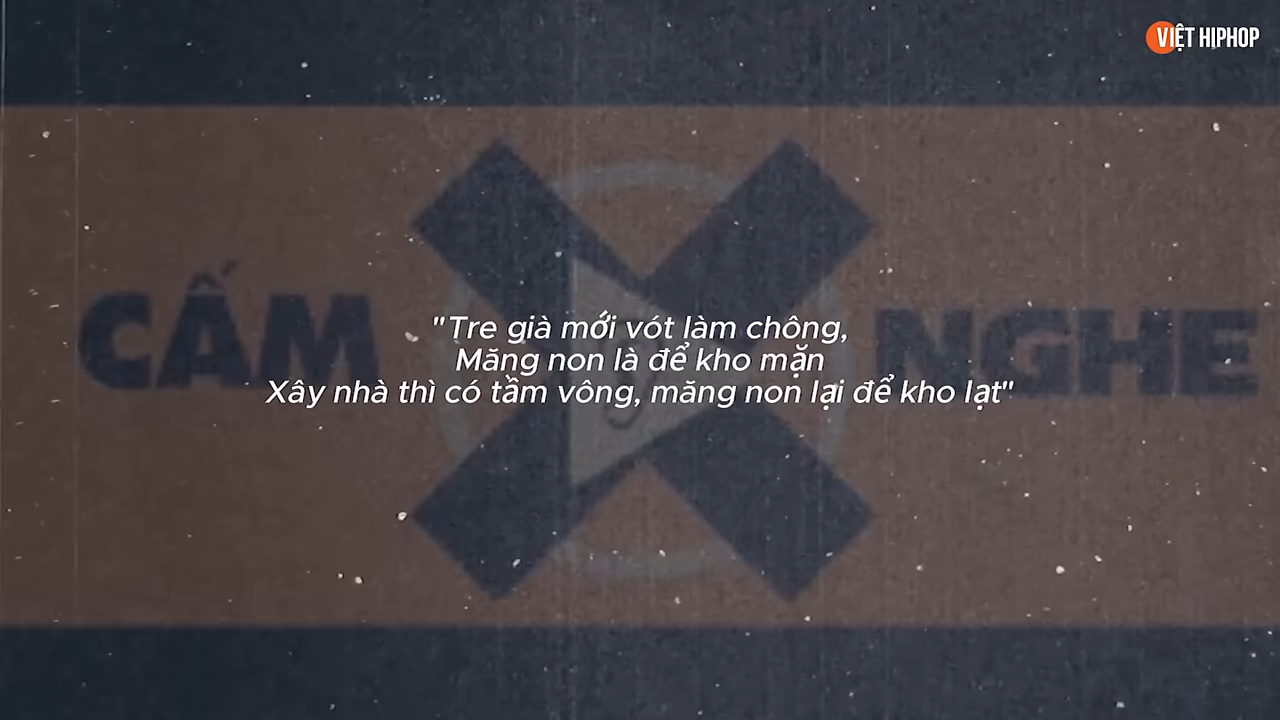 VIỆT HIPHOP
CẤM
NGHE
"Tre già mới vót làm chông,
Măng non là để kho mặn
Xây nhà thì có tầm vông, măng non lại để kho lạt"